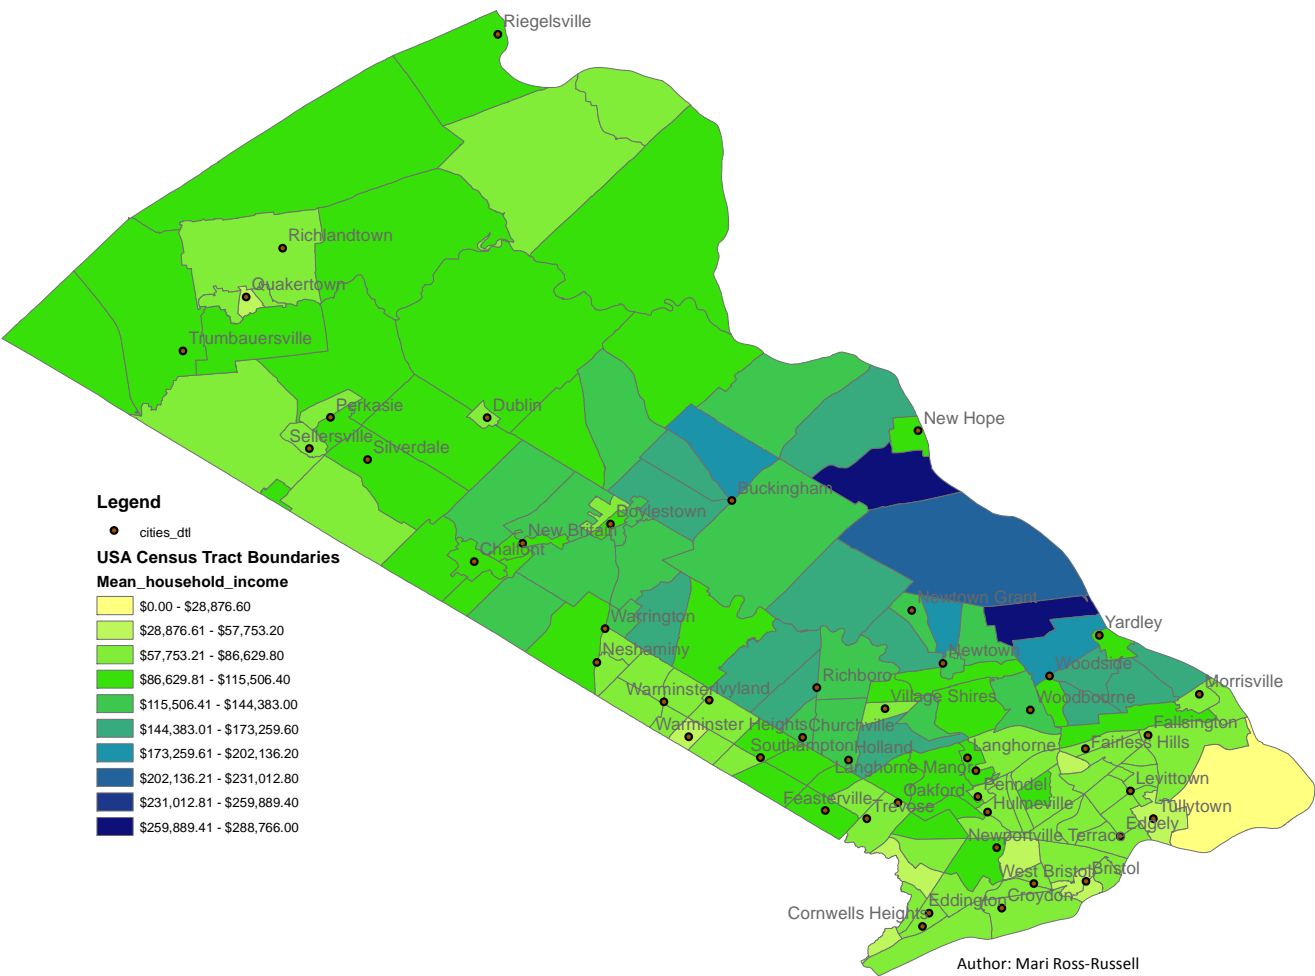 Riegelsville
Richlandtown
Quakertown
Trumbauersville
Perkasie
Dublin
New Hope
Sellersville
Silverdale
Buckingham
Doylestown
New Britain
Chalfont
Legend
cities_dtl
USA Census Tract Boundaries
Mean_household_income
$0.00 - $28,876.60
$28,876.61 - $57,753.20
$57,753.21 - $86,629.80
$86,629.81 - $115,506.40
$115,506.41 - $144,383.00
$144,383.01 - $173,259.60
$173,259.61 - $202,136.20
$202,136.21 - $231,012.80
$231,012.81 - $259,889.40
$259,889.41 - $288,766.00
Newtown Grant
Warrington
Yardley
Neshaminy
Newtown
Woodside
Richboro
Morrisville
Warminster
Ivyland
Village Shires
Woodbourne
Warminster Heights
Churchville
Fallsington
Southampton
Holland
Langhorne
Fairless Hills
Langhorne Manor
Levittown
Penndel
Oakford
Feasterville
Trevose
Hulmeville
Tullytown
Edgely
Newportville Terrace
West Bristol
Bristol
Croydon
Eddington
Cornwells Heights
Author: Mari Ross-Russell